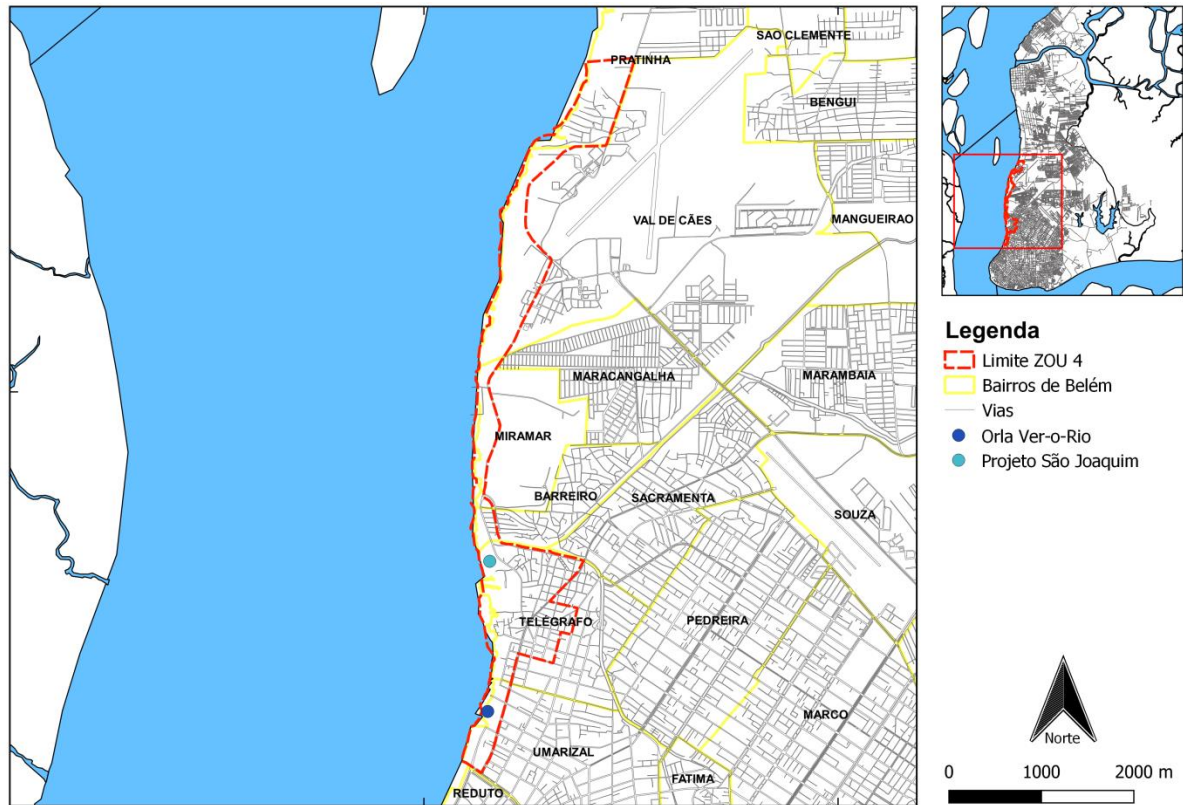 SAO CLEMENTE
PRATINHA
BENGUI
VAL DE CÃES
MANGUEIRAO
MARACANGALHA
MARAMBAIA
MIRAMAR
BARREIRO
SACRAMENTA
SOUZA
TELÉGRAFO
PEDREIRA
MARCO
UMARIZAL
FATIMA
REDUTO
Legenda
Limite ZOU 4
Bairros de Belém
Vias
Orla Ver-o-Rio
Projeto São Joaquim
Norte
0 1000 2000 m